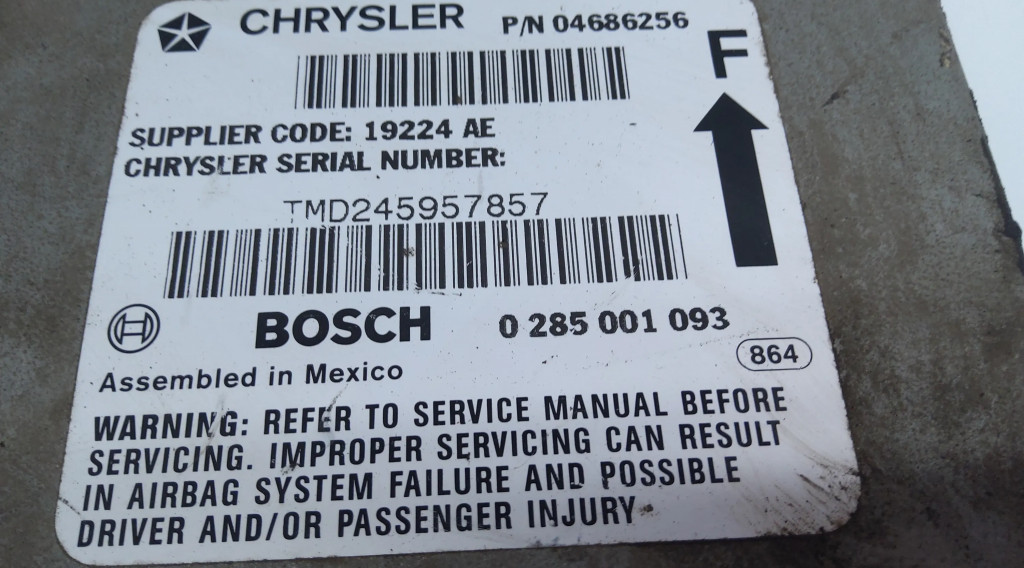 CHRYSLER P/N 04686256
F
SUPPLIER CODE: 19224 AE
CHRYSLER SERIAL NUMBER:
TMD245957857
BOSCH 0 285 001 093
864
Assembled in Mexico
WARNING: REFER TO SERVICE MANUAL BEFORE
SERVICING. IMPROPER SERVICING CAN RESULT
IN AIRBAG SYSTEM FAILURE AND POSSIBLE
DRIVER AND/OR PASSENGER INJURY